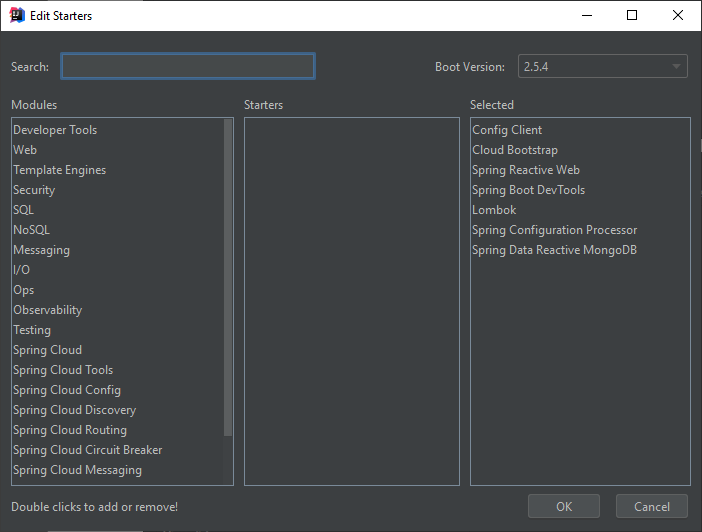 Edit Starters
Search:
Boot Version: 2.5.4
Modules
Developer Tools
Web
Template Engines
Security
SQL
NoSQL
Messaging
I/O
Ops
Observability
Testing
Spring Cloud
Spring Cloud Tools
Spring Cloud Config
Spring Cloud Discovery
Spring Cloud Routing
Spring Cloud Circuit Breaker
Spring Cloud Messaging
Starters
Selected
Config Client
Cloud Bootstrap
Spring Reactive Web
Spring Boot DevTools
Lombok
Spring Configuration Processor
Spring Data Reactive MongoDB
Double clicks to add or remove!
OK
Cancel